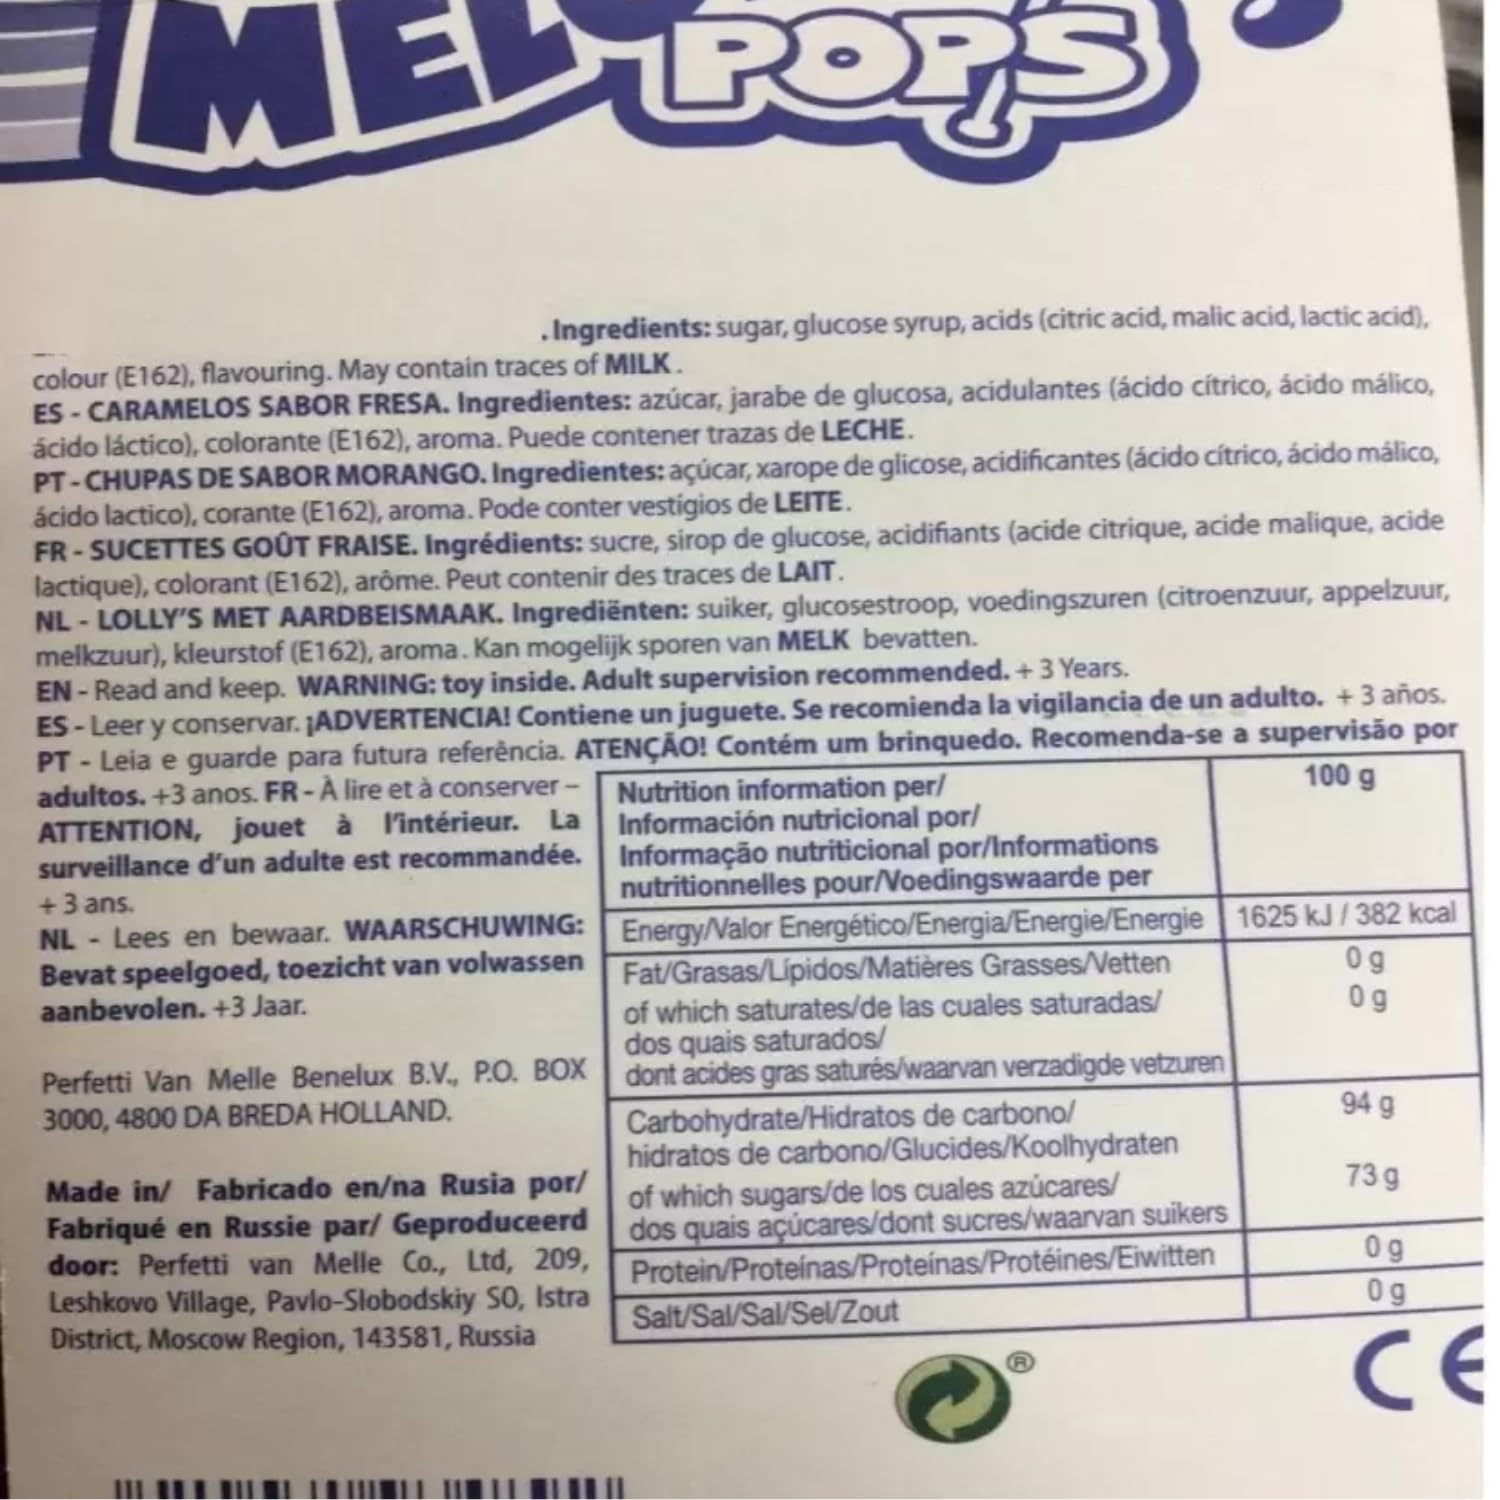 POPS
. Ingredients: sugar, glucose syrup, acids (citric acid, malic acid, lactic acid),
colour (E162), flavouring. May contain traces of MILK.
ES - CARAMELOS SABOR FRESA. Ingredientes: azúcar, jarabe de glucosa, acidulantes (ácido cítrico, ácido málico,
ácido láctico), colorante (E162), aroma. Puede contener trazas de LECHE.
PT - CHUPAS DE SABOR MORANGO. Ingredientes: açúcar, xarope de glicose, acidificantes (ácido cítrico, ácido málico,
ácido lactico), corante (E162), aroma. Pode conter vestígios de LEITE.
FR - SUCETTES GOÛT FRAISE. Ingrédients: sucre, sirop de glucose, acidifiants (acide citrique, acide malique, acide
lactique), colorant (E162), arôme. Peut contenir des traces de LAIT.
NL - LOLLY'S MET AARDBEISMAAK. Ingrediënten: suiker, glucosestroop, voedingszuren (citroenzuur, appelzuur,
melkzuur), kleurstof (E162), aroma. Kan mogelijk sporen van MELK bevatten.
EN - Read and keep. WARNING: toy inside. Adult supervision recommended. + 3 Years.
ES - Leer y conservar. ¡ADVERTENCIA! Contiene un juguete. Se recomienda la vigilancia de un adulto. + 3 años.
PT - Leia e guarde para futura referência. ATENÇÃO! Contém um brinquedo. Recomenda-se a supervisão por
adultos. +3 anos. FR - À lire et à conserver –
ATTENTION, jouet à l'intérieur. La
surveillance d'un adulte est recommandée.
+ 3 ans.
NL - Lees en bewaar. WAARSCHUWING:
Bevat speelgoed, toezicht van volwassen
aanbevolen. +3 Jaar.
Perfetti Van Melle Benelux B.V., P.O. BOX
3000, 4800 DA BREDA HOLLAND.
Made in/ Fabricado en/na Rusia por/
Fabriqué en Russie par/ Geproduceerd
door: Perfetti van Melle Co., Ltd, 209,
Leshkovo Village, Pavlo-Slobodskiy SO, Istra
District, Moscow Region, 143581, Russia
Nutrition information per/ 100 g
Información nutricional por/
Informação nutriticional por/Informations
nutritionnelles pour/Voedingswaarde per
Energy/Valor Energético/Energia/Energie/Energie 1625 kJ / 382 kcal
Fat/Grasas/Lípidos/Matières Grasses/Vetten 0 g
of which saturates/de las cuales saturadas/ 0 g
dos quais saturados/
dont acides gras saturés/waarvan verzadigde vetzuren
Carbohydrate/Hidratos de carbono/ 94 g
hidratos de carbono/Glucides/Koolhydraten
of which sugars/de los cuales azúcares/ 73 g
dos quais açúcares/dont sucres/waarvan suikers
Protein/Proteínas/Proteínas/Protéines/Eiwitten 0 g
Salt/Sal/Sal/Sel/Zout 0 g
®
CE